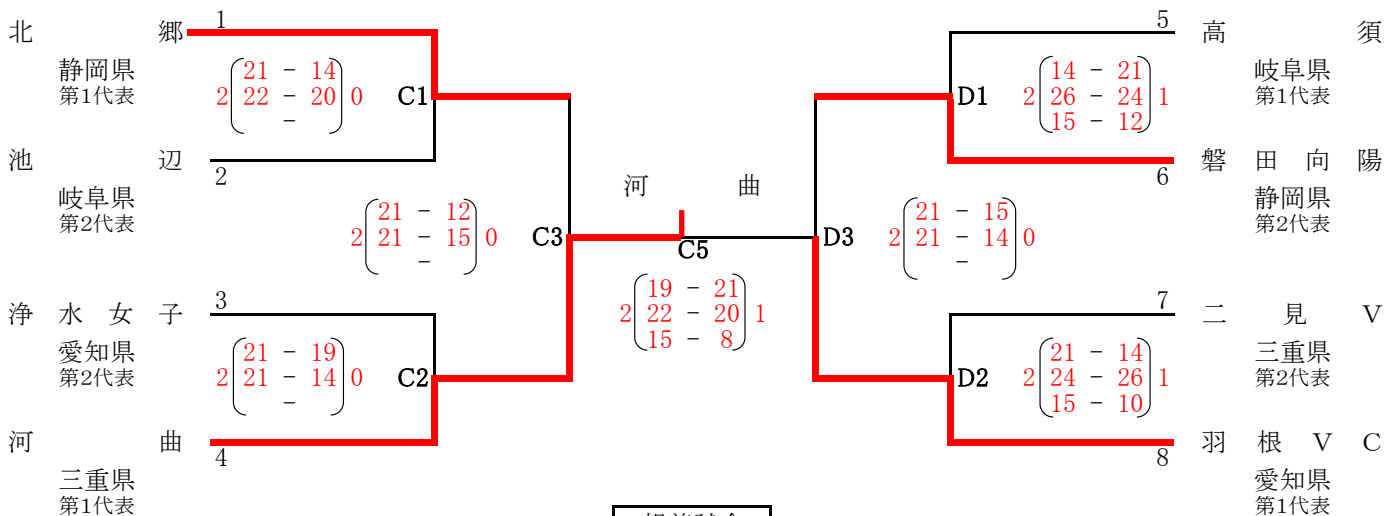 1
北郷
静岡県
第1代表
21 - 14
2 22 - 20 0
-
C1
池辺
2
岐阜県
第2代表
21 - 12
2 21 - 15 0
-
C3
3
浄水女子
愛知県
第2代表
21 - 19
2 21 - 14 0
-
C2
河曲
4
三重県
第1代表
河曲
C5
19 - 21
2 22 - 20 1
15 - 8
5
高須
岐阜県
第1代表
D1
14 - 21
2 26 - 24 1
15 - 12
磐田向陽
6
静岡県
第2代表
D3
21 - 15
2 21 - 14 0
-
7
二見V
三重県
第2代表
D2
21 - 14
2 24 - 26 1
15 - 10
羽根VC
8
愛知県
第1代表